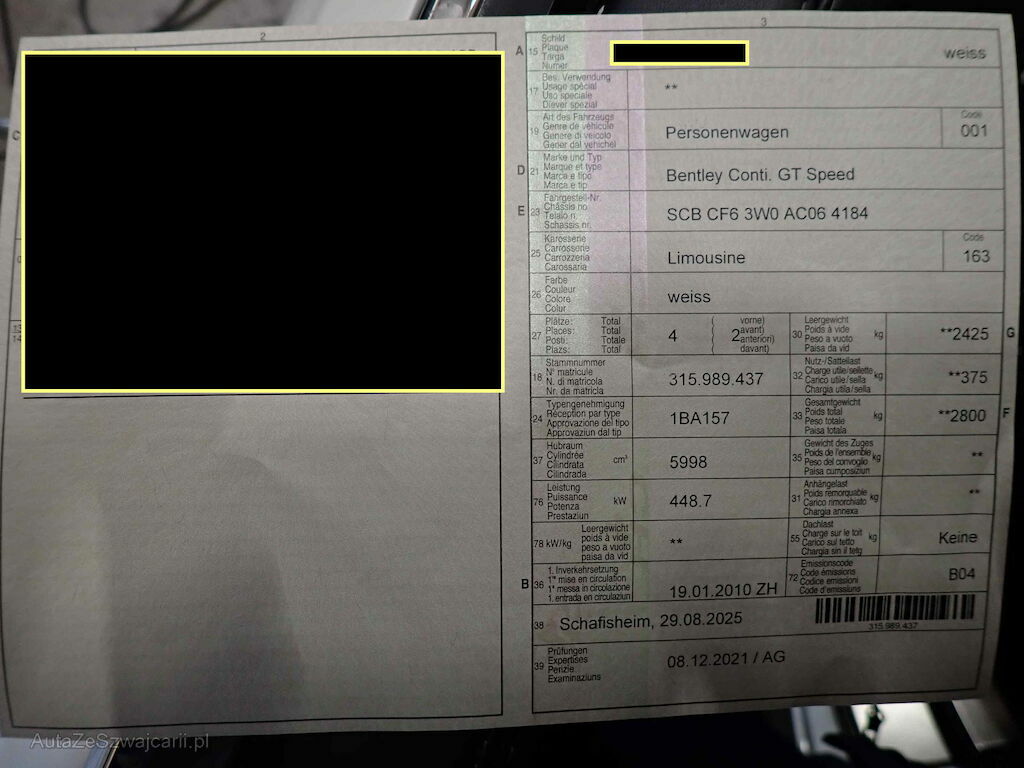 2
3
A
15
Schild
Plaque
Targa
Numer
weiss
17
Bes. Verwendung
Usage spécial
Uso speciale
Diever spezial
**
19
Art des Fahrzeugs
Genre de véhicule
Genere di veicolo
Gener dal vehichel
Personenwagen
Code
001
D
21
Marke und Typ
Marque et type
Marca e tipo
Marca e tip
Bentley Conti. GT Speed
E
23
Fahrgestell-Nr.
Châssis no
Telaio n.
Schassis nr.
SCB CF6 3W0 AC06 4184
25
Karosserie
Carrosserie
Carrozzeria
Carossaria
Limousine
Code
163
26
Farbe
Couleur
Colore
Colur
weiss
27
Plätze: Total ( vorne)
Places: Total ( avant)
Posti: Totale ( anteriori)
Plazs: Total ( davant)
4
2
30
Leergewicht
Poids à vide
Peso a vuoto
Paisa da vid
kg
**2425
G
18
Stammnummer
N° matricule
N. di matricola
Nr. da matricla
315.989.437
32
Nutz-/Sattellast
Charge utile/sellette
Carico utile/sella
Chargia utila/sella
kg
**375
24
Typengenehmigung
Réception par type
Approvazione del tipo
Approvaziun dal tip
1BA157
33
Gesamtgewicht
Poids total
Peso totale
Paisa totala
kg
**2800
F
37
Hubraum
Cylindrée
Cilindrata
Cilindrada
cm³
5998
35
Gewicht des Zuges
Poids de l'ensemble
Peso del convoglio
Paisa cumposiziun
kg
**
76
Leistung
Puissance
Potenza
Prestaziun
kW
448.7
31
Anhängelast
Poids remorquable
Carico rimorchiato
Chargia annexa
kg
**
78 kW/kg
Leergewicht
poids à vide
peso a vuoto
paisa da vid
**
55
Dachlast
Charge sur le toit
Carico sul tetto
Chargia sin il tetg
kg
Keine
B
36
1. Inverkehrsetzung
1re mise en circulation
1a messa in circolazione
1. entrada en circulaziun
19.01.2010 ZH
72
Emissionscode
Code émissions
Codice emissioni
Code d'emissiuns
B04
38
Schafisheim, 29.08.2025
315.989.437
39
Prüfungen
Expertises
Perizie
Examinaziuns
08.12.2021 / AG
AutaZeSzwajcarii.pl